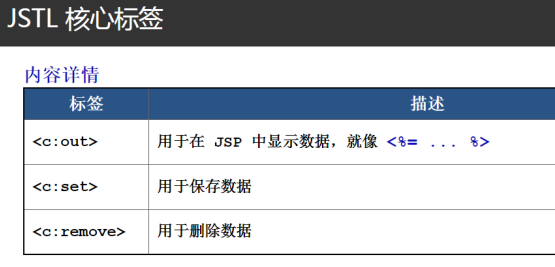 JSTL 核心标签
内容详情
标签 描述
<c:out> 用于在 JSP 中显示数据，就像 <%= ... %>
<c:set> 用于保存数据
<c:remove> 用于删除数据